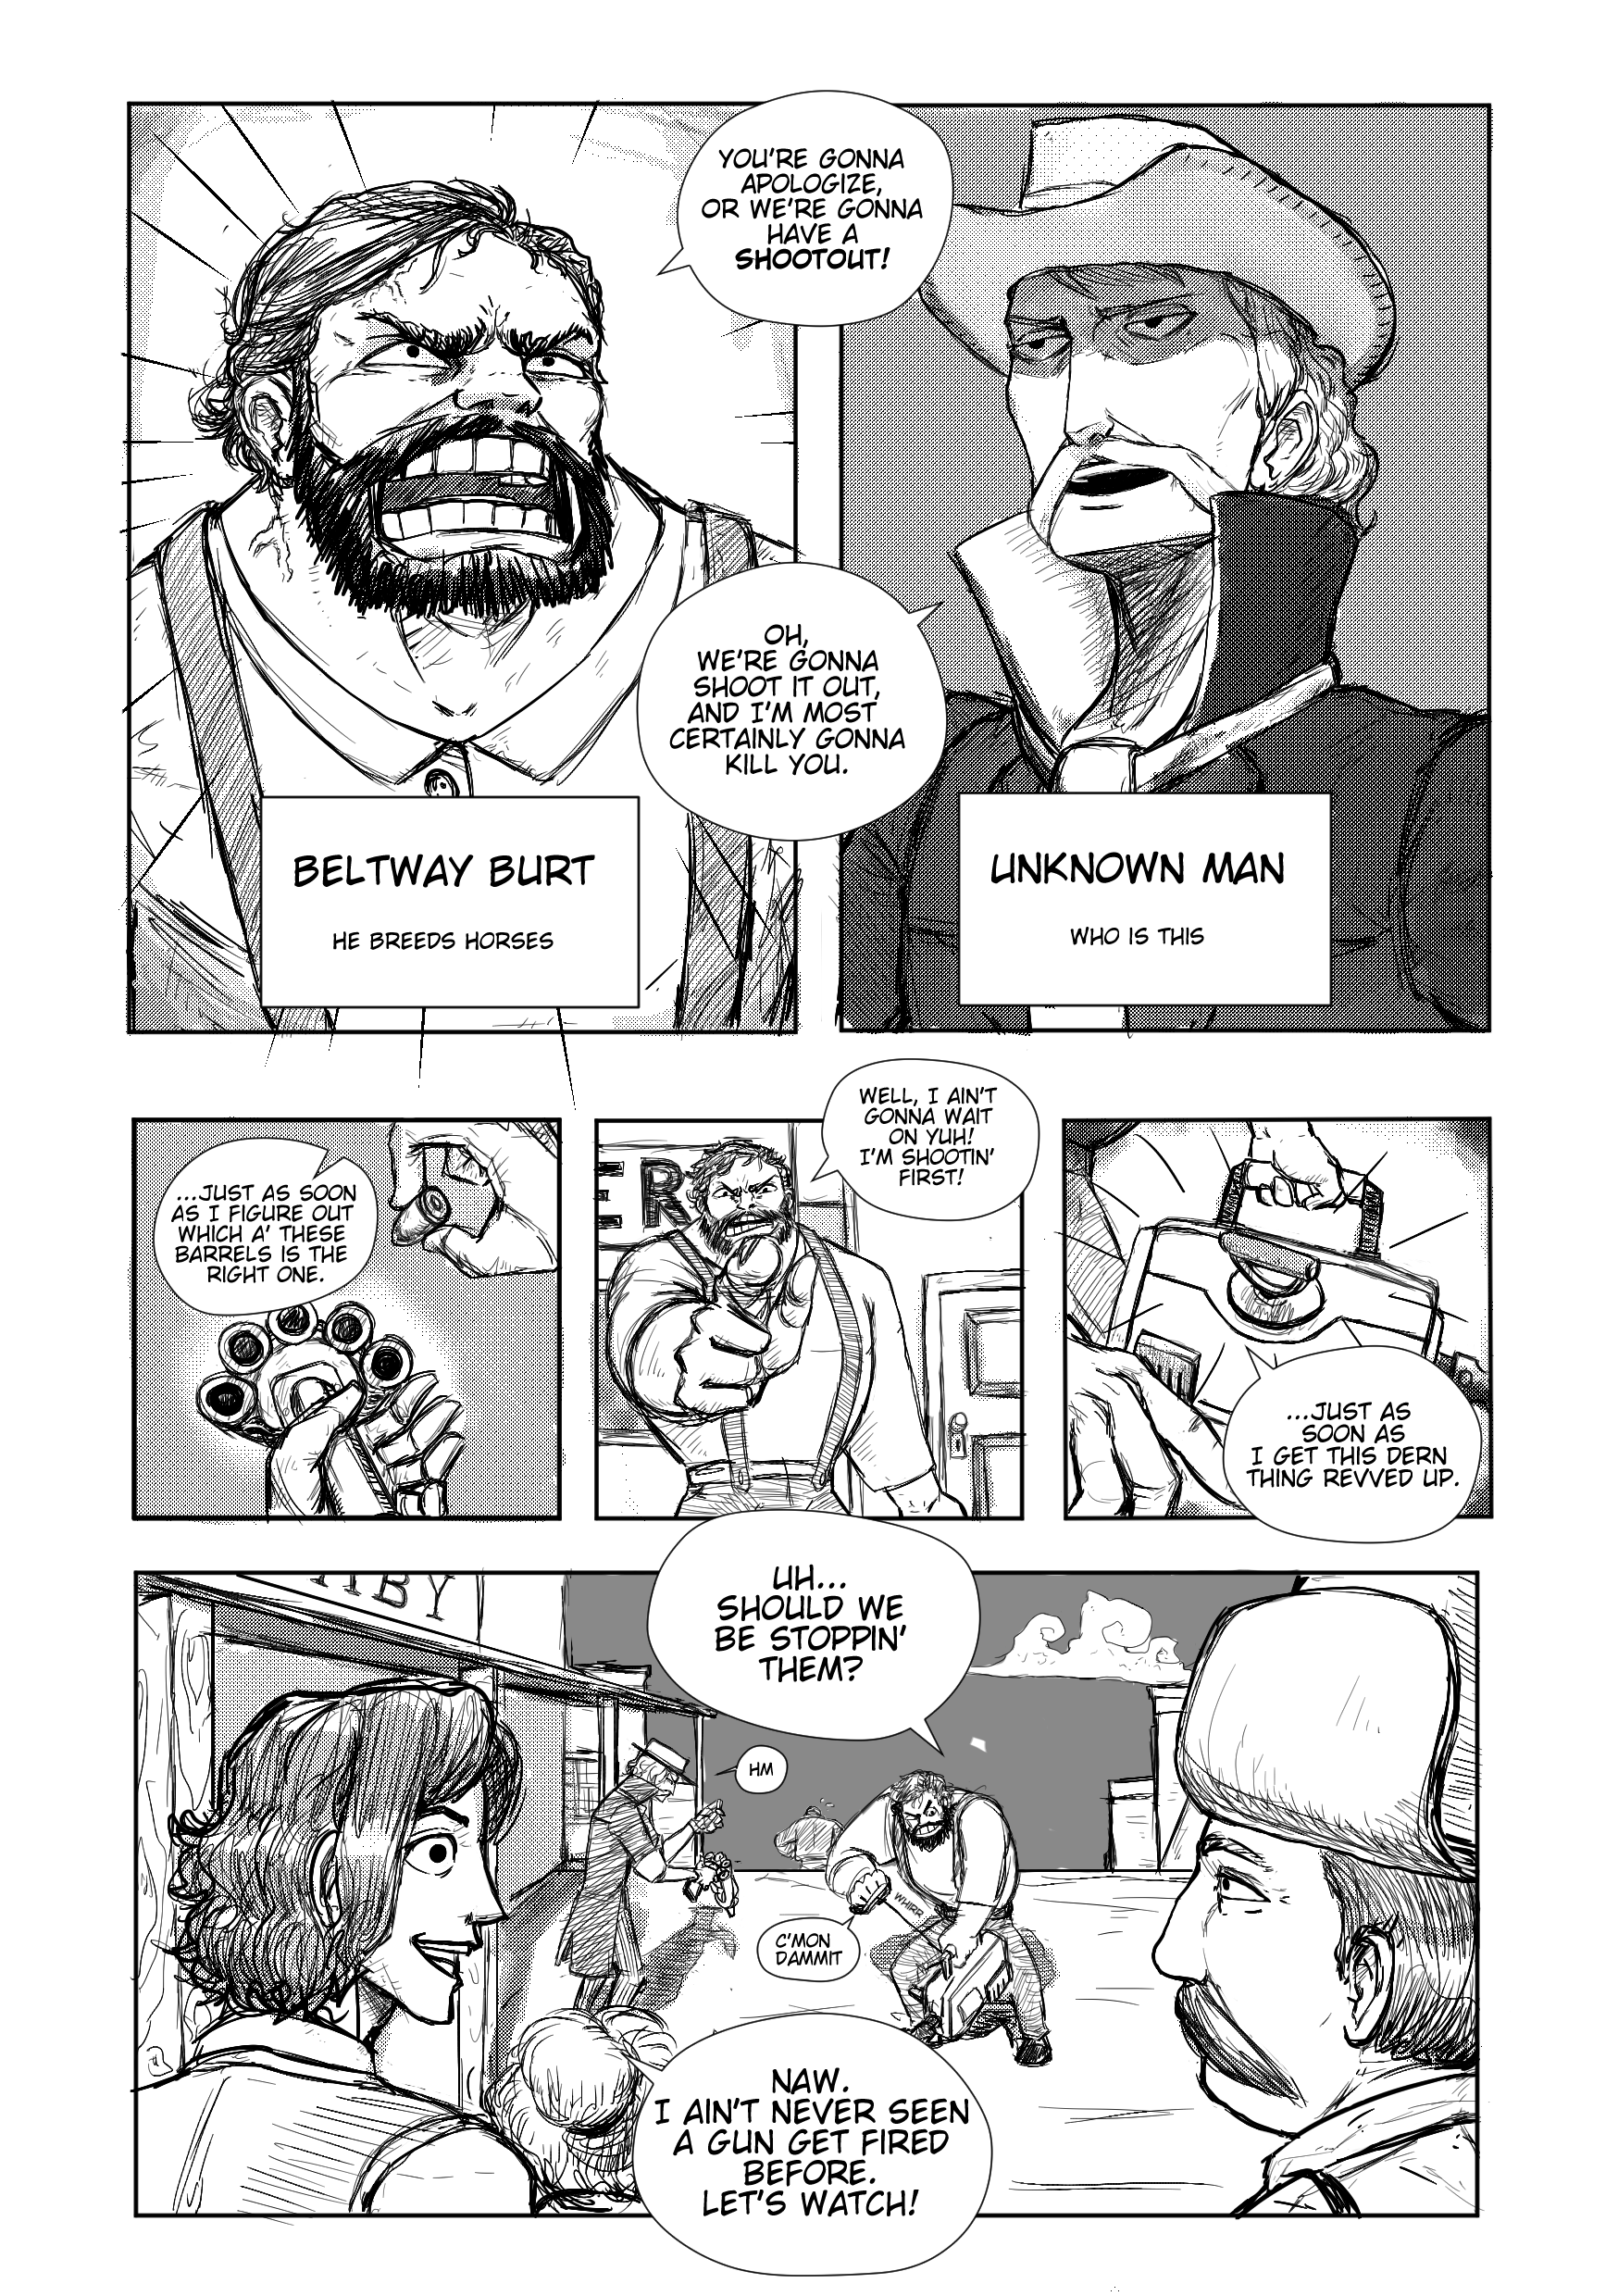 YOU'RE GONNA
APOLOGIZE,
OR WE'RE GONNA
HAVE A
SHOOTOUT!
OH,
WE'RE GONNA
SHOOT IT OUT,
AND I'M MOST
CERTAINLY GONNA
KILL YOU.
BELTWAY BURT
HE BREEDS HORSES
UNKNOWN MAN
WHO IS THIS
...JUST AS SOON
AS I FIGURE OUT
WHICH A' THESE
BARRELS IS THE
RIGHT ONE.
WELL, I AIN'T
GONNA WAIT
ON YUH!
I'M SHOOTIN'
FIRST!
ER
...JUST AS
SOON AS
I GET THIS DERN
THING REVVED UP.
UH...
SHOULD WE
BE STOPPIN'
THEM?
ABY
HM
WHIRR
C'MON
DAMMIT
NAW.
I AIN'T NEVER SEEN
A GUN GET FIRED
BEFORE.
LET'S WATCH!